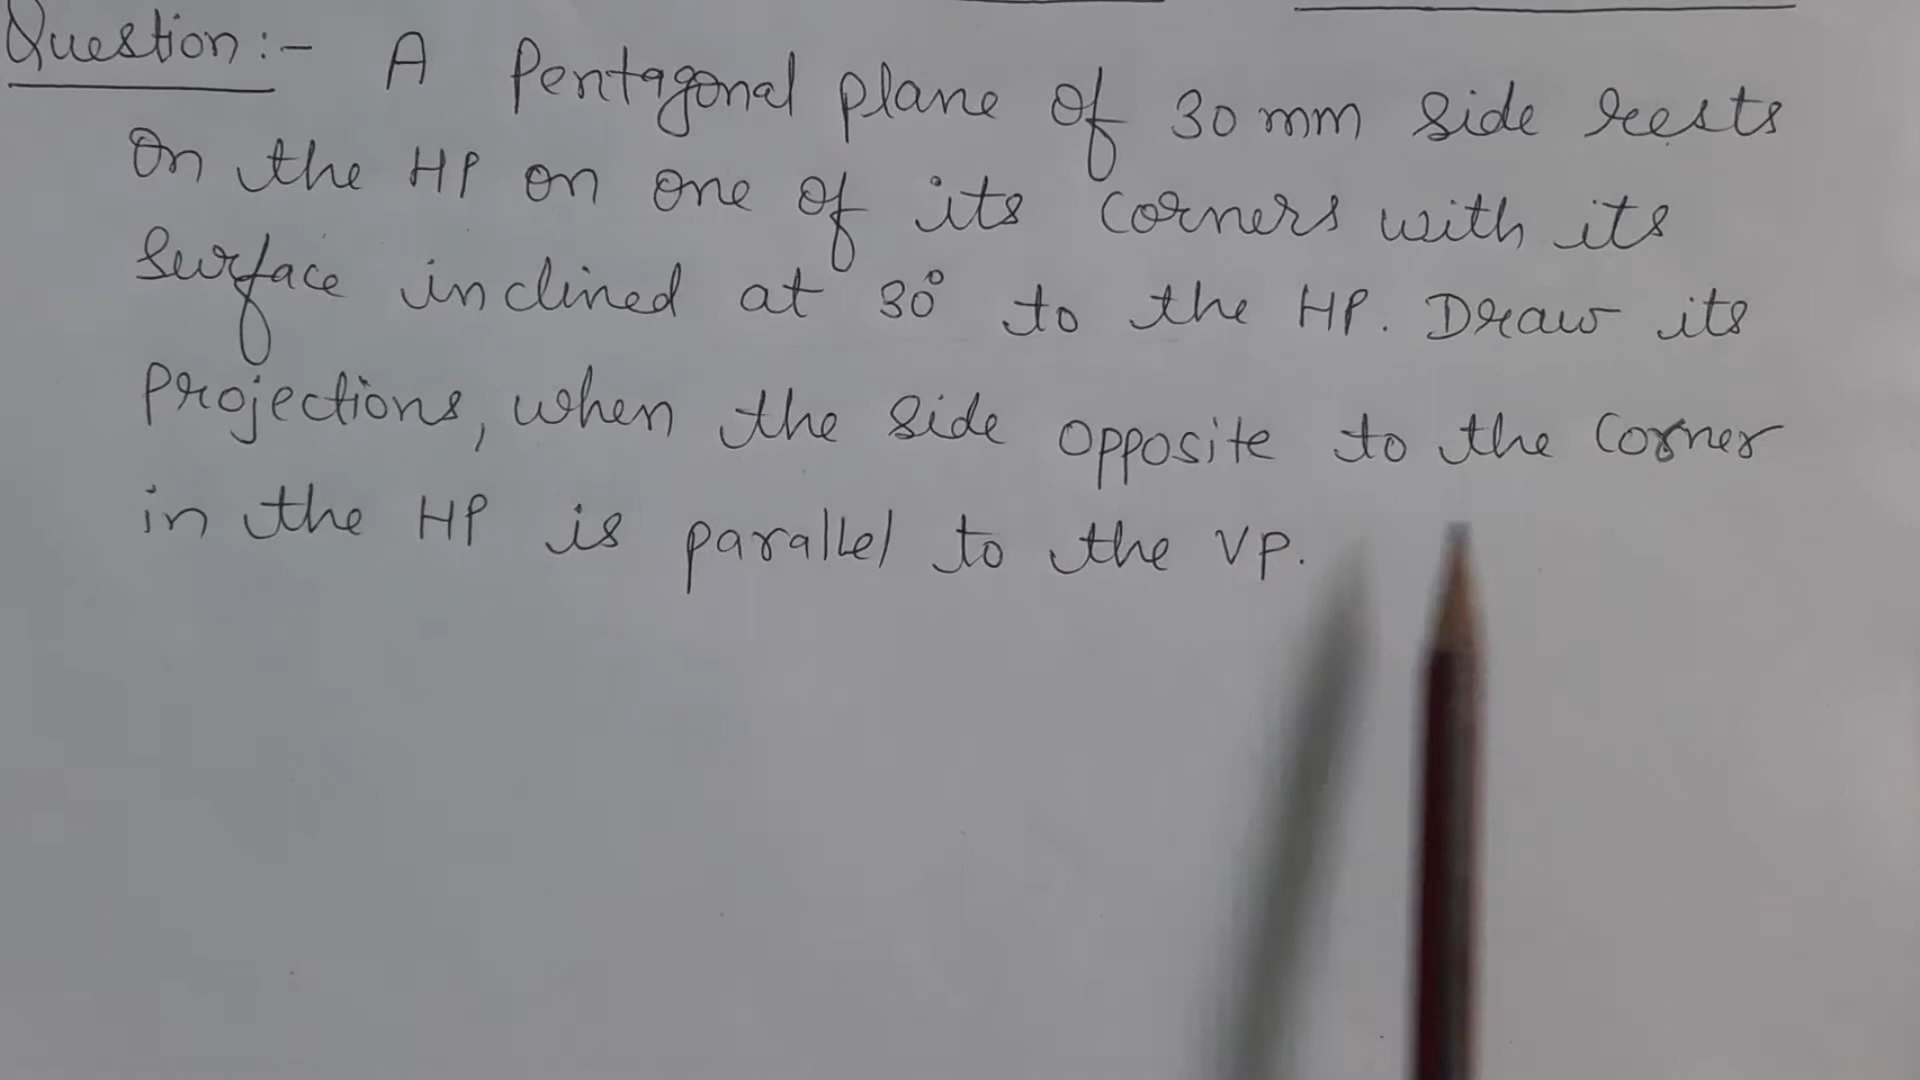 Question:- A Pentagonal plane of 30 mm side rests
On the HP on one of its corners with its
Surface inclined at 30° to the HP. Draw its
Projections, when the side opposite to the corner
in the HP is parallel to the VP.